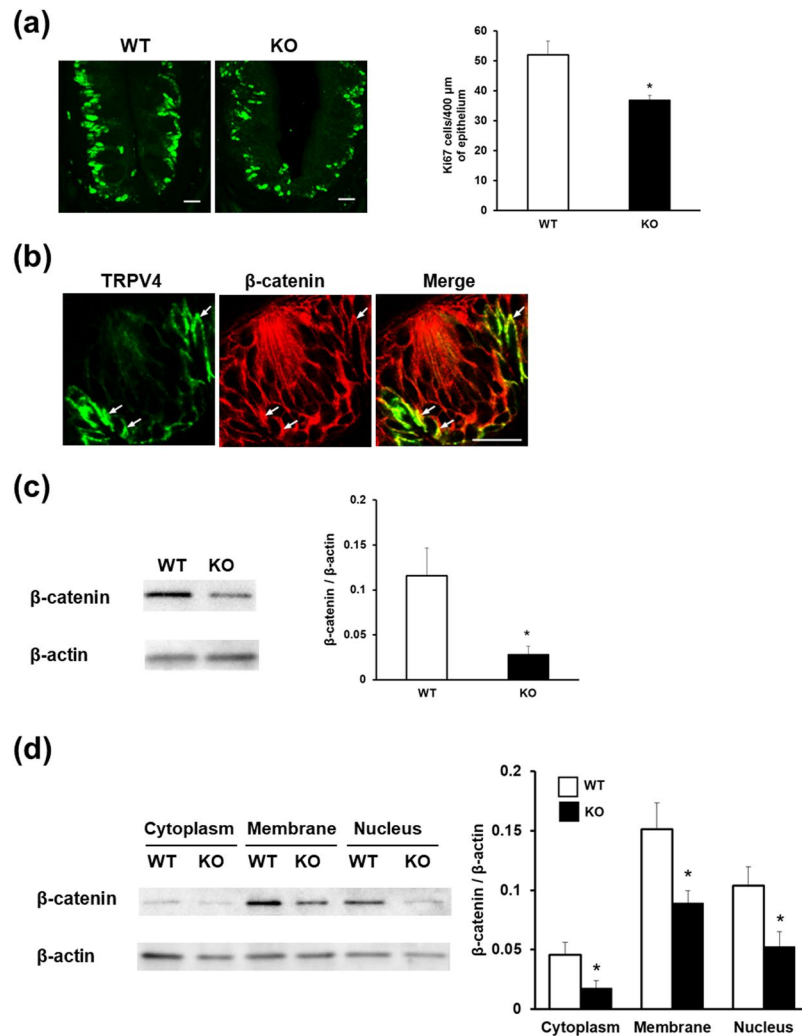 (a)
WT KO
Ki67 cells/400 μm
of epithelium
60
50
40
30
20
10
0
*
WT KO
(b)
TRPV4 β-catenin Merge
(c)
WT KO
β-catenin
β-actin
β-catenin / β-actin
0.2
0.15
0.1
0.05
0
*
WT KO
(d)
Cytoplasm Membrane Nucleus
WT KO WT KO WT KO
β-catenin
β-actin
β-catenin / β-actin
0.2
0.15
0.1
0.05
0
WT
KO
* * *
Cytoplasm Membrane Nucleus